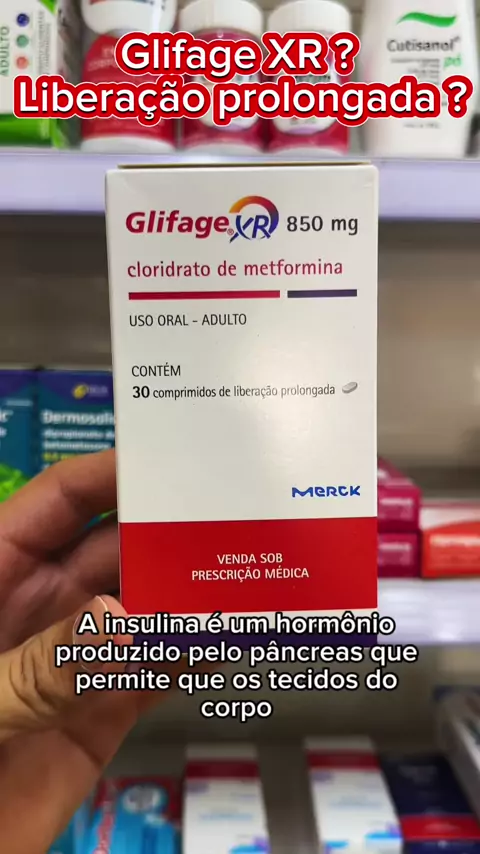 Glifage XR ?
Liberação prolongada ?
ADULTO
Cutisanol
Glifage XR 850 mg
cloridrato de metformina
USO ORAL - ADULTO
CONTÉM
30 comprimidos de liberação prolongada
Merck
VENDA SOB
PRESCRIÇÃO MÉDICA
A insulina é um hormônio
produzido pelo pâncreas que
permite que os tecidos do
corpo